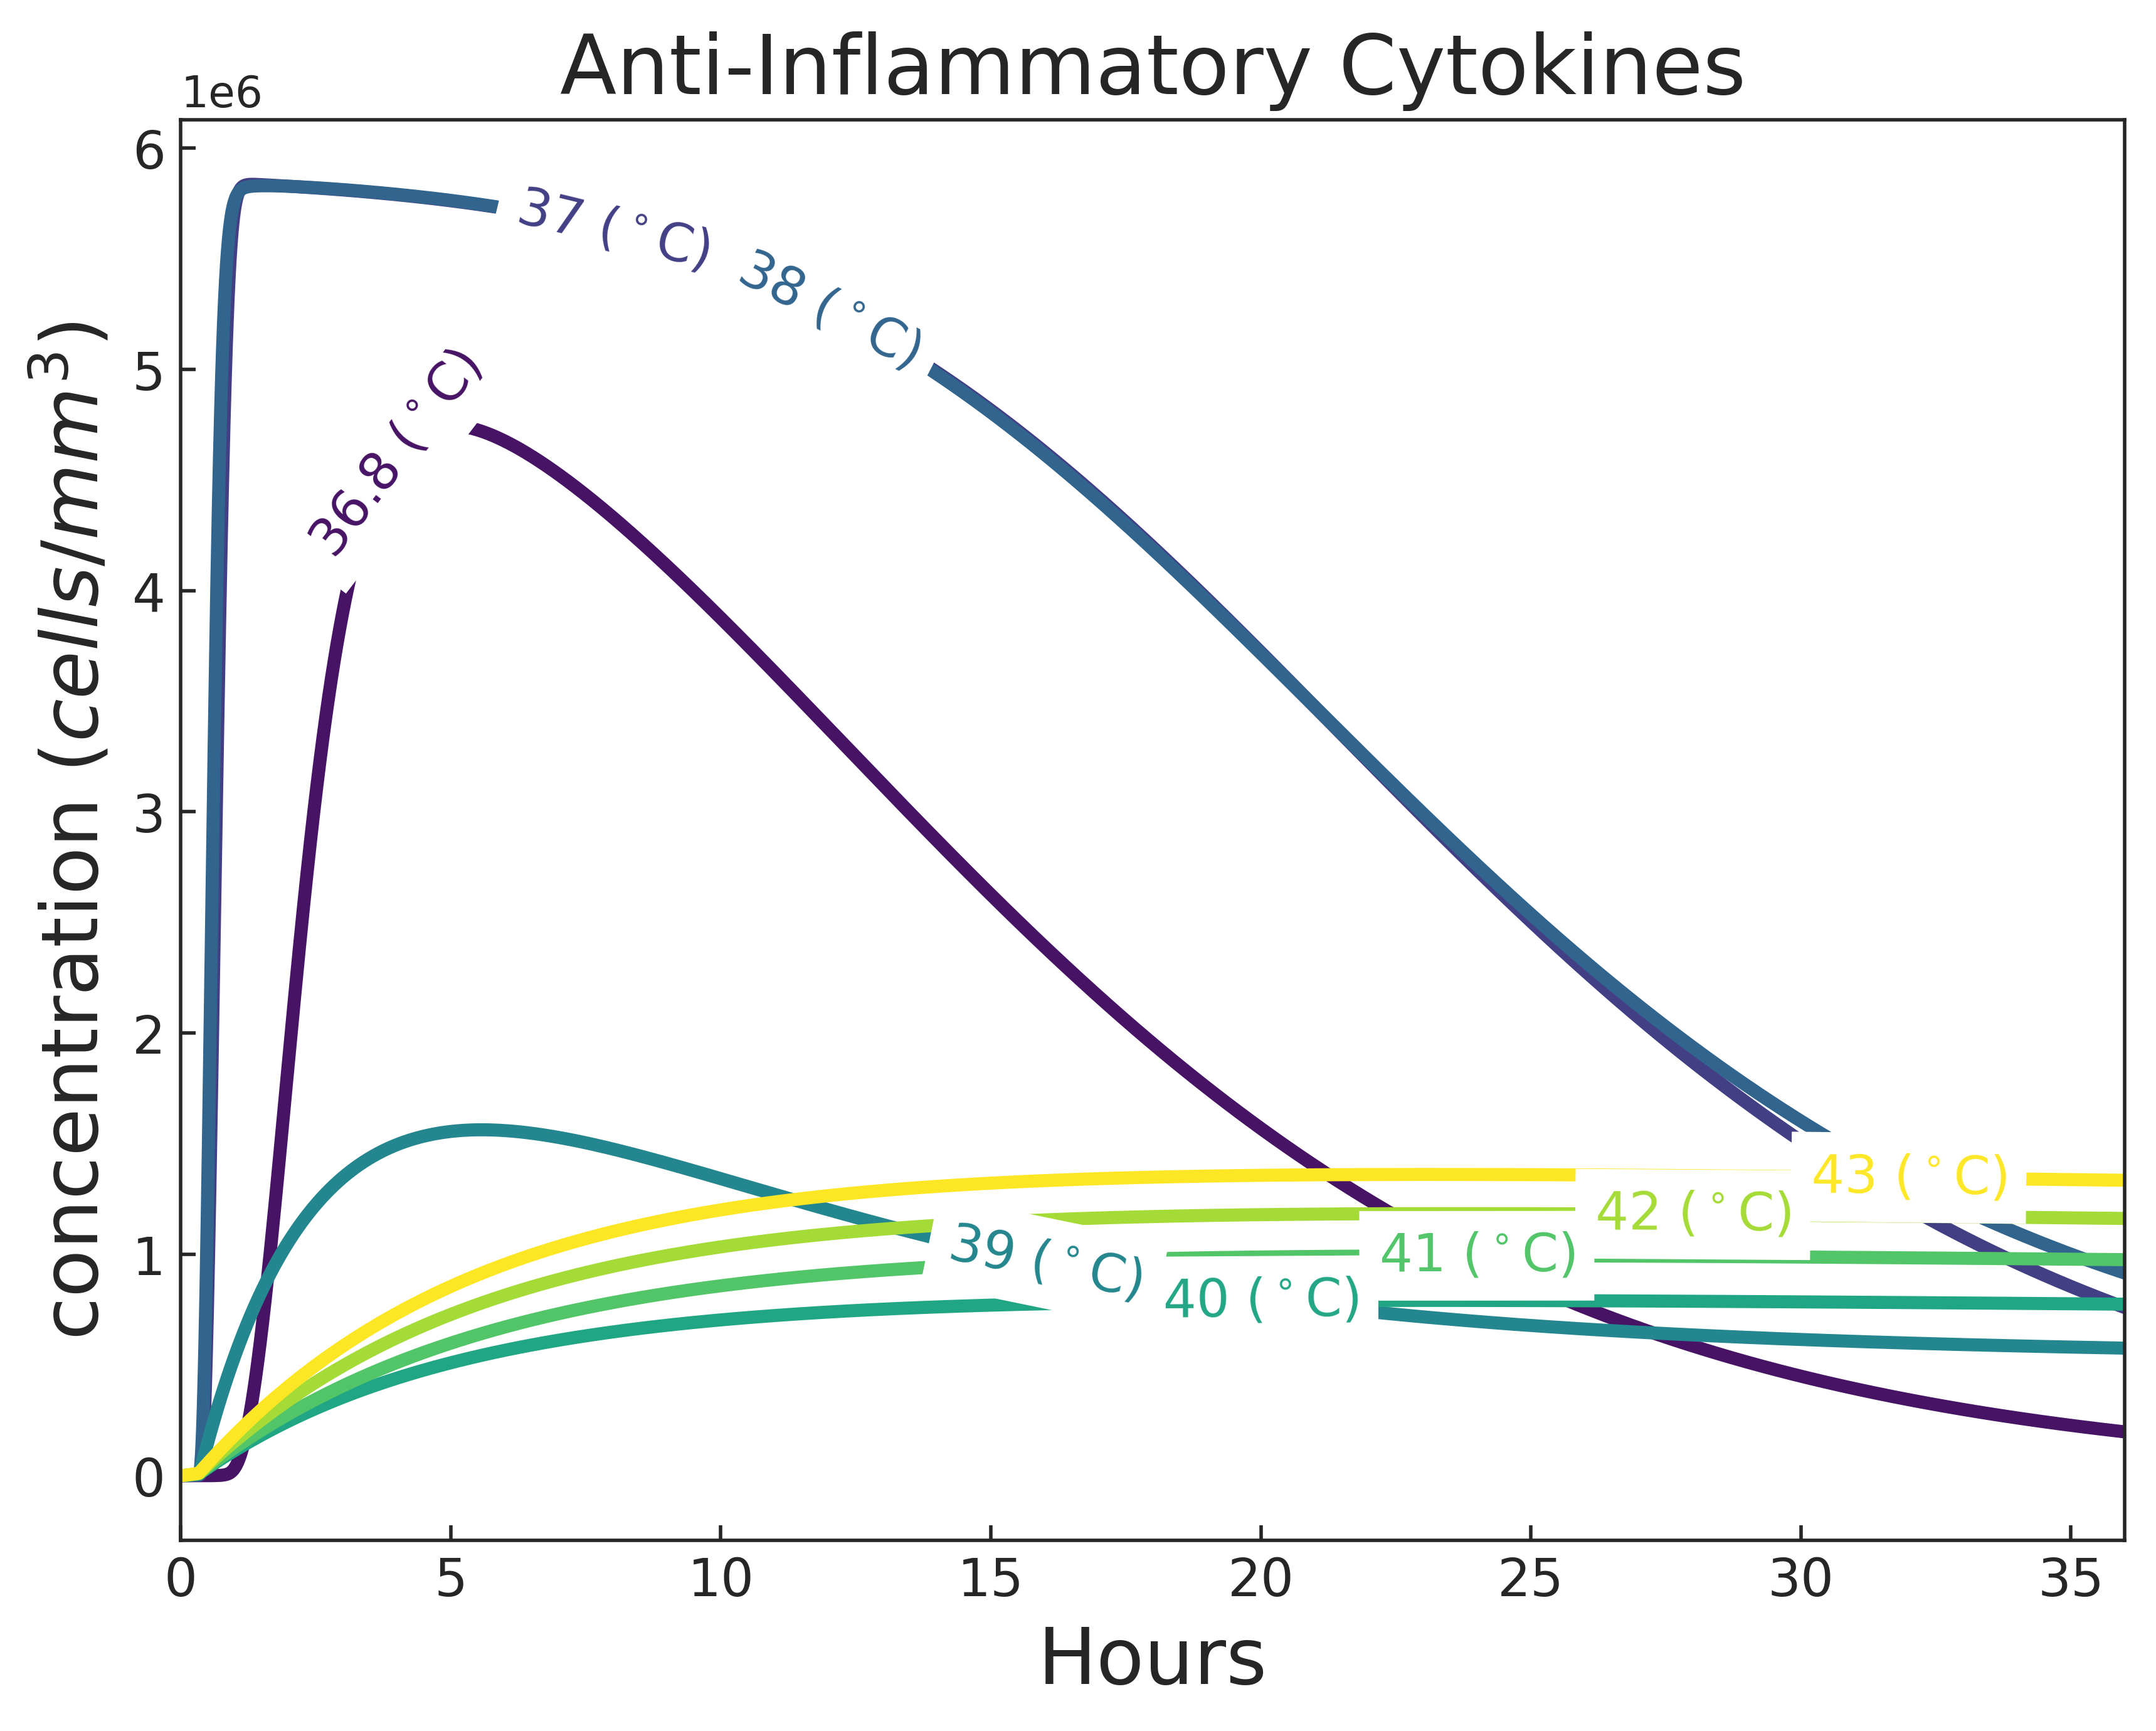 Anti-Inflammatory Cytokines
1e6
6
5
4
3
2
1
0
concentration (cells/mm³)
37 (°C)
38 (°C)
36.8 (°C)
43 (°C)
42 (°C)
39 (°C)
41 (°C)
40 (°C)
0 5 10 15 20 25 30 35
Hours